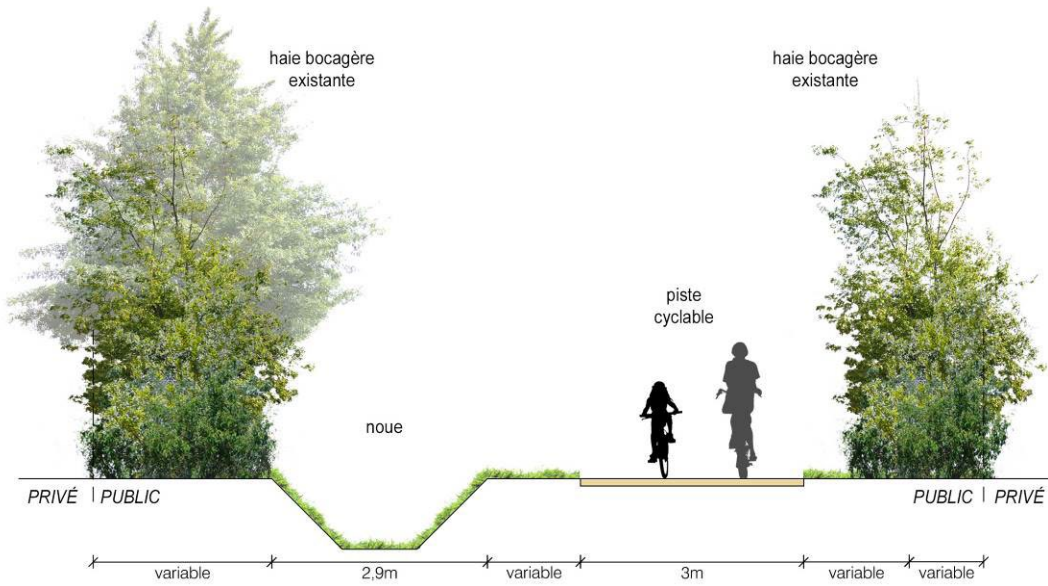 haie bocagère
existante
haie bocagère
existante
piste
cyclable
noue
PRIVÉ | PUBLIC
PUBLIC | PRIVÉ
variable
2,9m
variable
3m
variable
variable